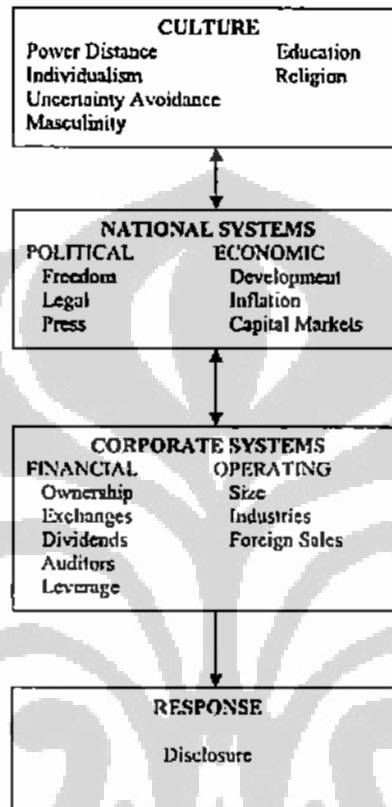 CULTURE
Power Distance Education
Individualism Religion
Uncertainty Avoidance
Masculinity
NATIONAL SYSTEMS
POLITICAL ECONOMIC
Freedom Development
Legal Inflation
Press Capital Markets
CORPORATE SYSTEMS
FINANCIAL OPERATING
Ownership Size
Exchanges Industries
Dividends Foreign Sales
Auditors
Leverage
RESPONSE
Disclosure